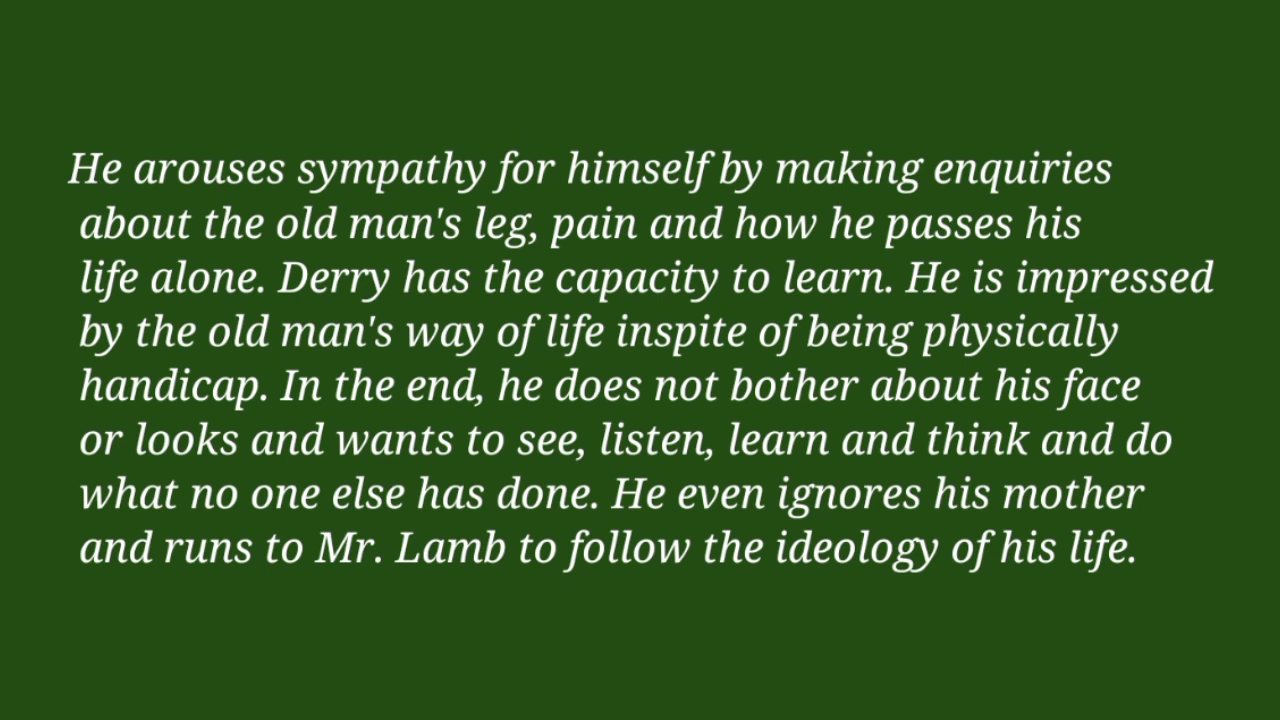 He arouses sympathy for himself by making enquiries
about the old man's leg, pain and how he passes his
life alone. Derry has the capacity to learn. He is impressed
by the old man's way of life inspite of being physically
handicap. In the end, he does not bother about his face
or looks and wants to see, listen, learn and think and do
what no one else has done. He even ignores his mother
and runs to Mr. Lamb to follow the ideology of his life.